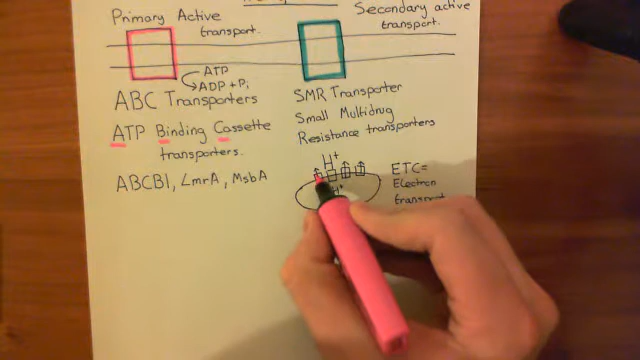 Primary Active
transport.
Secondary active
transport.
ATP
ADP + Pi
ABC Transporters
ATP Binding Cassette
transporters.
ABCB1, LmrA, MsbA
SMR Transporter
Small Multidrug
Resistance transporters
H+
H+
ETC=
Electron
transport